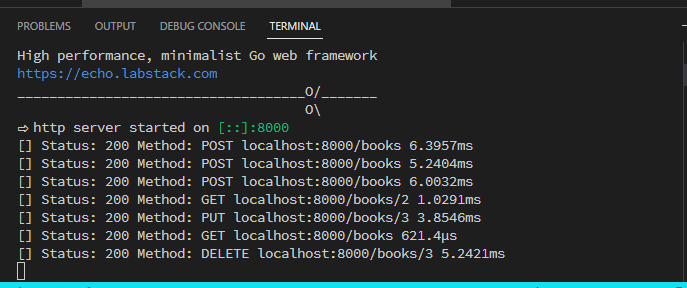 PROBLEMS OUTPUT DEBUG CONSOLE TERMINAL
High performance, minimalist Go web framework
https://echo.labstack.com
____________________________________O/_______
                                    O\
⇨ http server started on [::]:8000
[] Status: 200 Method: POST localhost:8000/books 6.3957ms
[] Status: 200 Method: POST localhost:8000/books 5.2404ms
[] Status: 200 Method: POST localhost:8000/books 6.0032ms
[] Status: 200 Method: GET localhost:8000/books/2 1.0291ms
[] Status: 200 Method: PUT localhost:8000/books/3 3.8546ms
[] Status: 200 Method: GET localhost:8000/books 621.4µs
[] Status: 200 Method: DELETE localhost:8000/books/3 5.2421ms